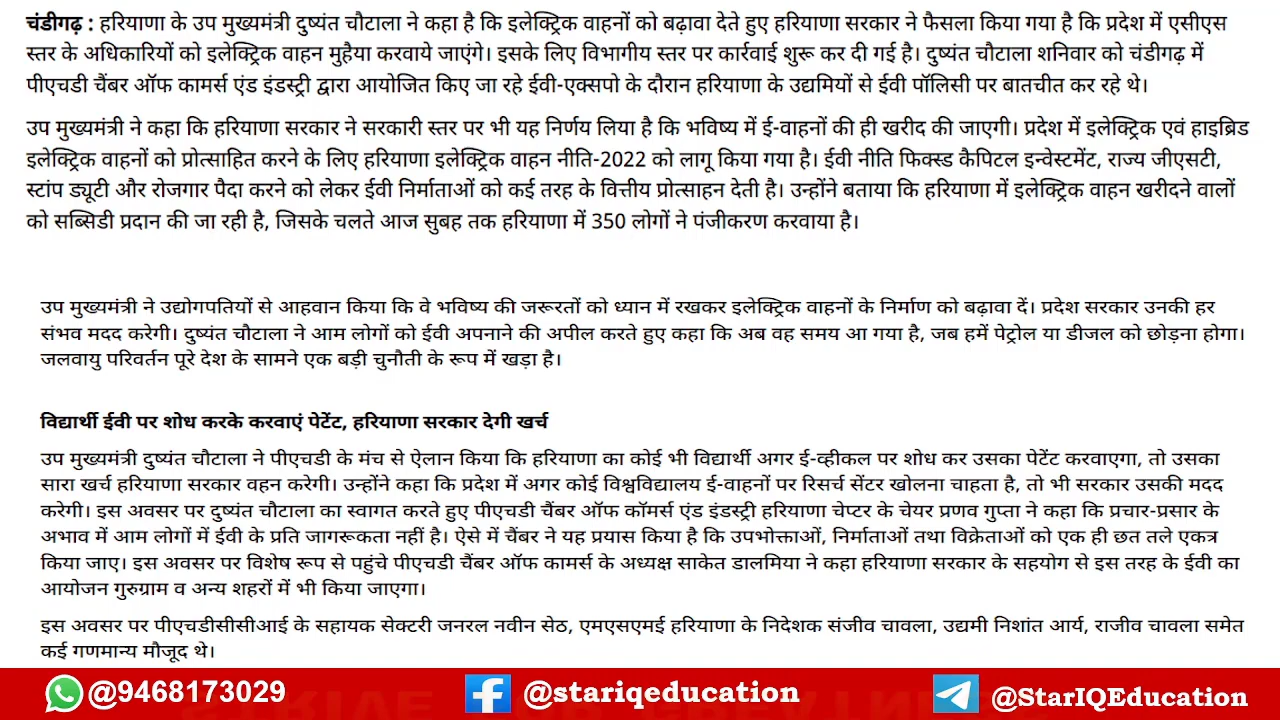 चंडीगढ़ : हरियाणा के उप मुख्यमंत्री दुष्यंत चौटाला ने कहा है कि इलेक्ट्रिक वाहनों को बढ़ावा देते हुए हरियाणा सरकार ने फैसला किया गया है कि प्रदेश में एसीएस
स्तर के अधिकारियों को इलेक्ट्रिक वाहन मुहैया करवाये जाएंगे। इसके लिए विभागीय स्तर पर कार्रवाई शुरू कर दी गई है। दुष्यंत चौटाला शनिवार को चंडीगढ़ में
पीएचडी चैंबर ऑफ कामर्स एंड इंडस्ट्री द्वारा आयोजित किए जा रहे ईवी-एक्सपो के दौरान हरियाणा के उद्यमियों से ईवी पॉलिसी पर बातचीत कर रहे थे।
उप मुख्यमंत्री ने कहा कि हरियाणा सरकार ने सरकारी स्तर पर भी यह निर्णय लिया है कि भविष्य में ई-वाहनों की ही खरीद की जाएगी। प्रदेश में इलेक्ट्रिक एवं हाइब्रिड
इलेक्ट्रिक वाहनों को प्रोत्साहित करने के लिए हरियाणा इलेक्ट्रिक वाहन नीति-2022 को लागू किया गया है। ईवी नीति फिक्स्ड कैपिटल इन्वेस्टमेंट, राज्य जीएसटी,
स्टांप ड्यूटी और रोजगार पैदा करने को लेकर ईवी निर्माताओं को कई तरह के वित्तीय प्रोत्साहन देती है। उन्होंने बताया कि हरियाणा में इलेक्ट्रिक वाहन खरीदने वालों
को सब्सिडी प्रदान की जा रही है, जिसके चलते आज सुबह तक हरियाणा में 350 लोगों ने पंजीकरण करवाया है।
उप मुख्यमंत्री ने उद्योगपतियों से आहवान किया कि वे भविष्य की जरूरतों को ध्यान में रखकर इलेक्ट्रिक वाहनों के निर्माण को बढ़ावा दें। प्रदेश सरकार उनकी हर
संभव मदद करेगी। दुष्यंत चौटाला ने आम लोगों को ईवी अपनाने की अपील करते हुए कहा कि अब वह समय आ गया है, जब हमें पेट्रोल या डीजल को छोड़ना होगा।
जलवायु परिवर्तन पूरे देश के सामने एक बड़ी चुनौती के रूप में खड़ा है।
विद्यार्थी ईवी पर शोध करके करवाएं पेटेंट, हरियाणा सरकार देगी खर्च
उप मुख्यमंत्री दुष्यंत चौटाला ने पीएचडी के मंच से ऐलान किया कि हरियाणा का कोई भी विद्यार्थी अगर ई-व्हीकल पर शोध कर उसका पेटेंट करवाएगा, तो उसका
सारा खर्च हरियाणा सरकार वहन करेगी। उन्होंने कहा कि प्रदेश में अगर कोई विश्वविद्यालय ई-वाहनों पर रिसर्च सेंटर खोलना चाहता है, तो भी सरकार उसकी मदद
करेगी। इस अवसर पर दुष्यंत चौटाला का स्वागत करते हुए पीएचडी चैंबर ऑफ कॉमर्स एंड इंडस्ट्री हरियाणा चेप्टर के चेयर प्रणव गुप्ता ने कहा कि प्रचार-प्रसार के
अभाव में आम लोगों में ईवी के प्रति जागरूकता नहीं है। ऐसे में चैंबर ने यह प्रयास किया है कि उपभोक्ताओं, निर्माताओं तथा विक्रेताओं को एक ही छत तले एकत्र
किया जाए। इस अवसर पर विशेष रूप से पहुंचे पीएचडी चैंबर ऑफ कामर्स के अध्यक्ष साकेत डालमिया ने कहा हरियाणा सरकार के सहयोग से इस तरह के ईवी का
आयोजन गुरुग्राम व अन्य शहरों में भी किया जाएगा।
इस अवसर पर पीएचडीसीसीआई के सहायक सेक्टरी जनरल नवीन सेठ, एमएसएमई हरियाणा के निदेशक संजीव चावला, उद्यमी निशांत आर्य, राजीव चावला समेत
कई गणमान्य मौजूद थे।
@9468173029 @stariqeducation @StarIQEducation